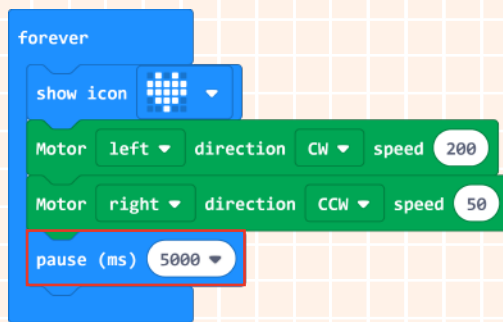 forever
show icon
Motor left direction CW speed 200
Motor right direction CCW speed 50
pause (ms) 5000